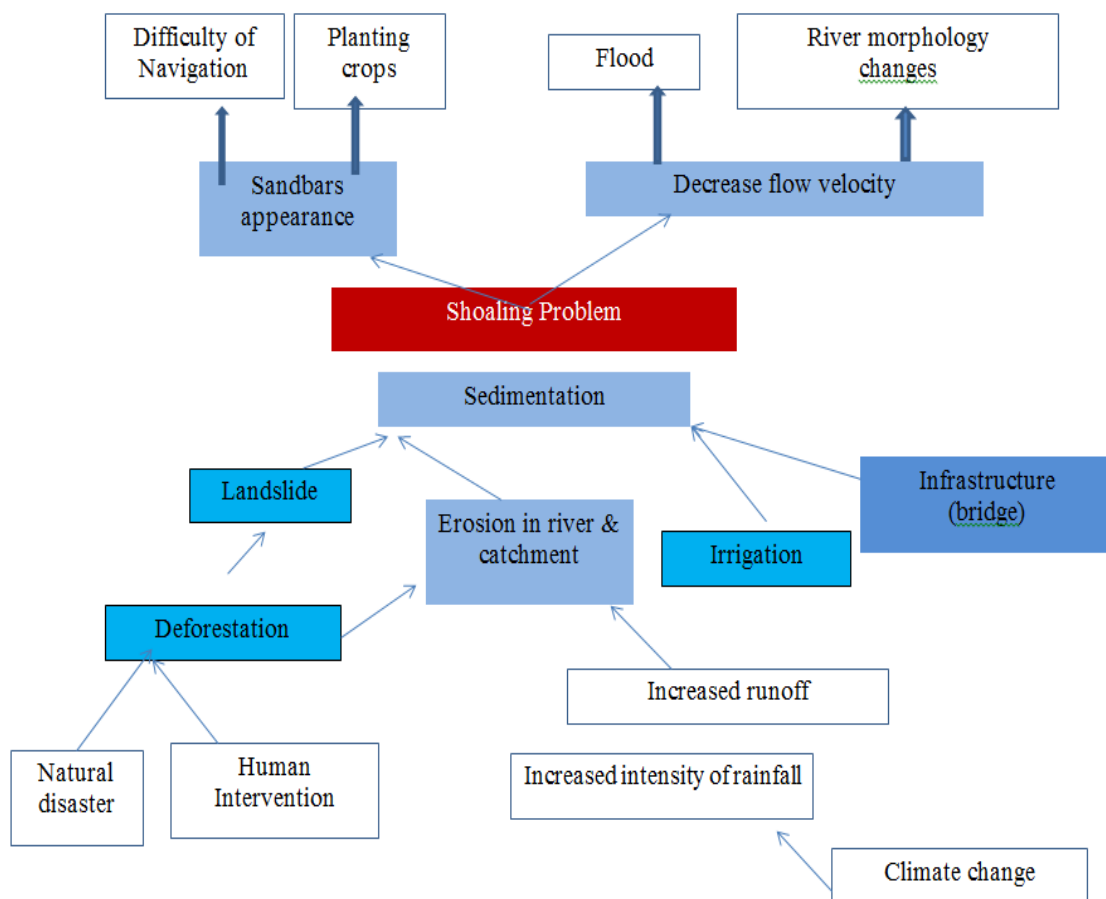 Difficulty of
Navigation
Planting
crops
Flood
River morphology
changes
Sandbars
appearance
Decrease flow velocity
Shoaling Problem
Sedimentation
Landslide
Erosion in river &
catchment
Irrigation
Infrastructure
(bridge)
Deforestation
Increased runoff
Natural
disaster
Human
Intervention
Increased intensity of rainfall
Climate change